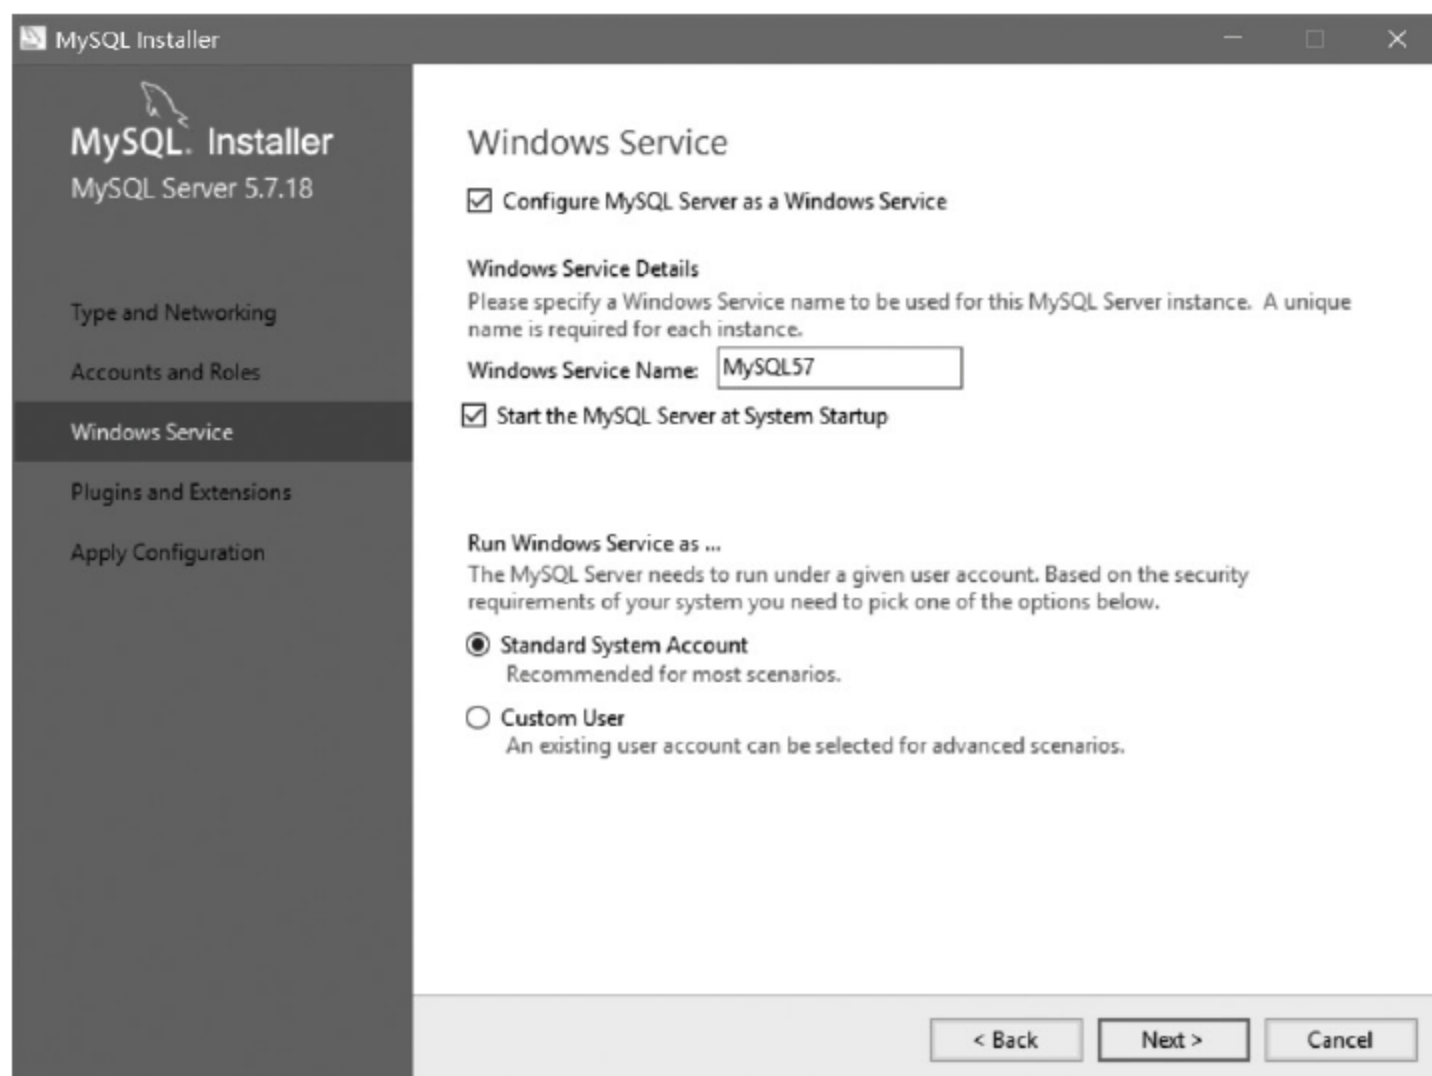 MySQL Installer
MySQL. Installer
MySQL Server 5.7.18
Type and Networking
Accounts and Roles
Windows Service
Plugins and Extensions
Apply Configuration
Windows Service
Configure MySQL Server as a Windows Service
Windows Service Details
Please specify a Windows Service name to be used for this MySQL Server instance. A unique
name is required for each instance.
Windows Service Name: MySQL57
Start the MySQL Server at System Startup
Run Windows Service as ...
The MySQL Server needs to run under a given user account. Based on the security
requirements of your system you need to pick one of the options below.
Standard System Account
Recommended for most scenarios.
Custom User
An existing user account can be selected for advanced scenarios.
< Back Next > Cancel